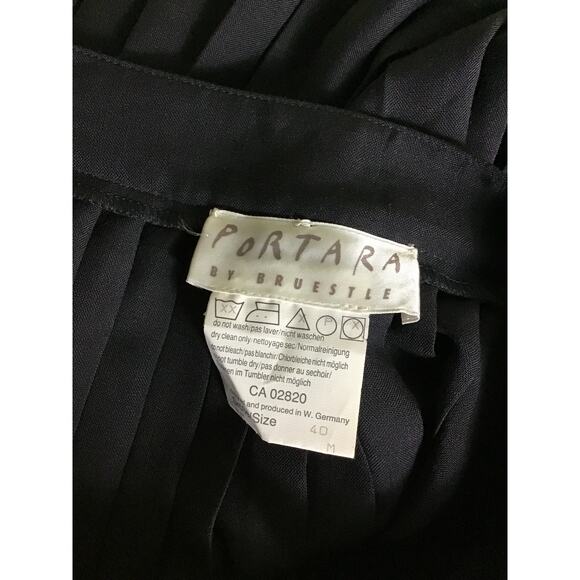 PORTARA
BY BRUESTLE
XX X P X
do not wash/pas laver/nicht waschen
dry clean only/nettoyage sec/Normalreinigung
to not bleach/pas blanchir/Chlorbleiche nicht möglich
not tumble dry/pas donner au sechoir/
im Tumbler nicht möglich
CA 02820
and produced in W. Germany
/Size 40
M